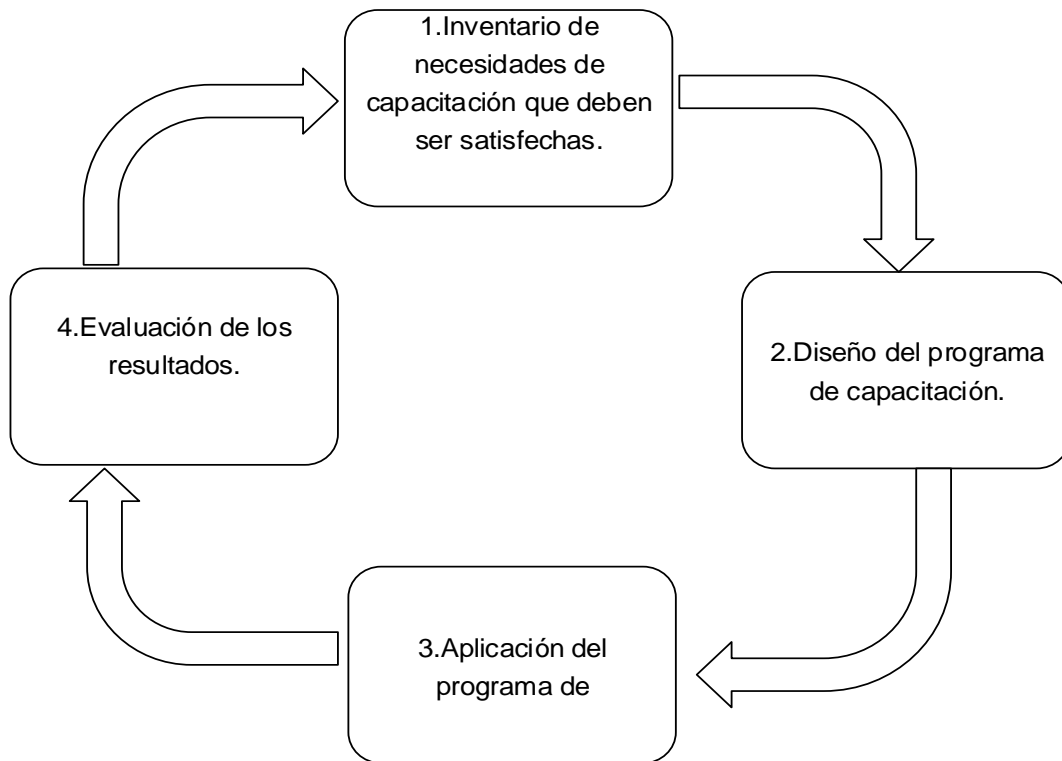 1.Inventario de
necesidades de
capacitación que deben
ser satisfechas.
2.Diseño del programa
de capacitación.
3.Aplicación del
programa de
4.Evaluación de los
resultados.